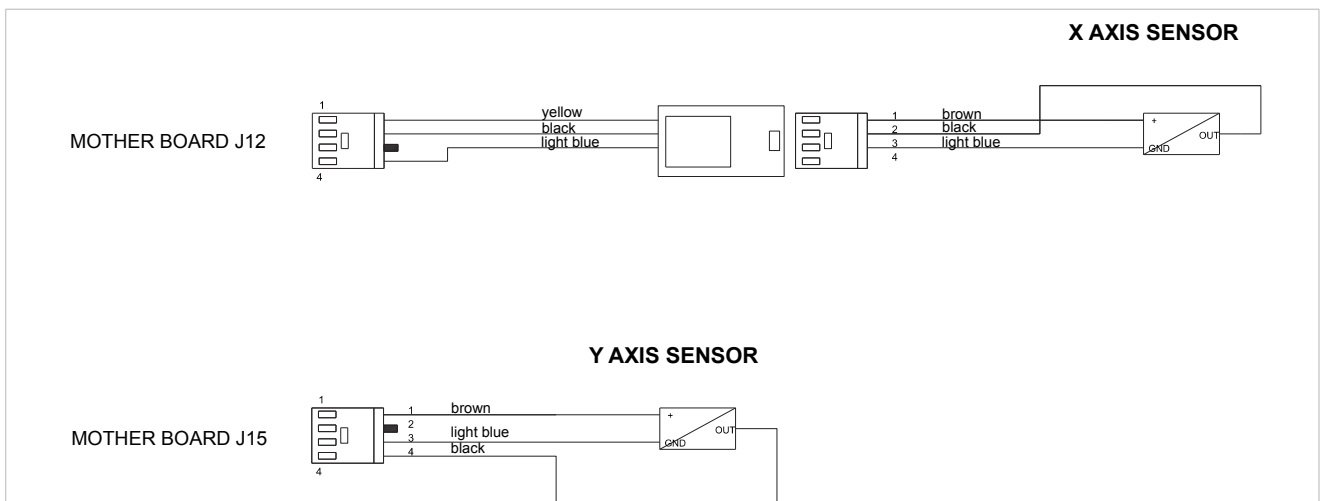 X AXIS SENSOR
MOTHER BOARD J12
1
4
yellow
black
light blue
1 brown
2 black
3 light blue
4
+
OUT
GND
Y AXIS SENSOR
MOTHER BOARD J15
1
4
1 brown
2
3 light blue
4 black
+
OUT
GND